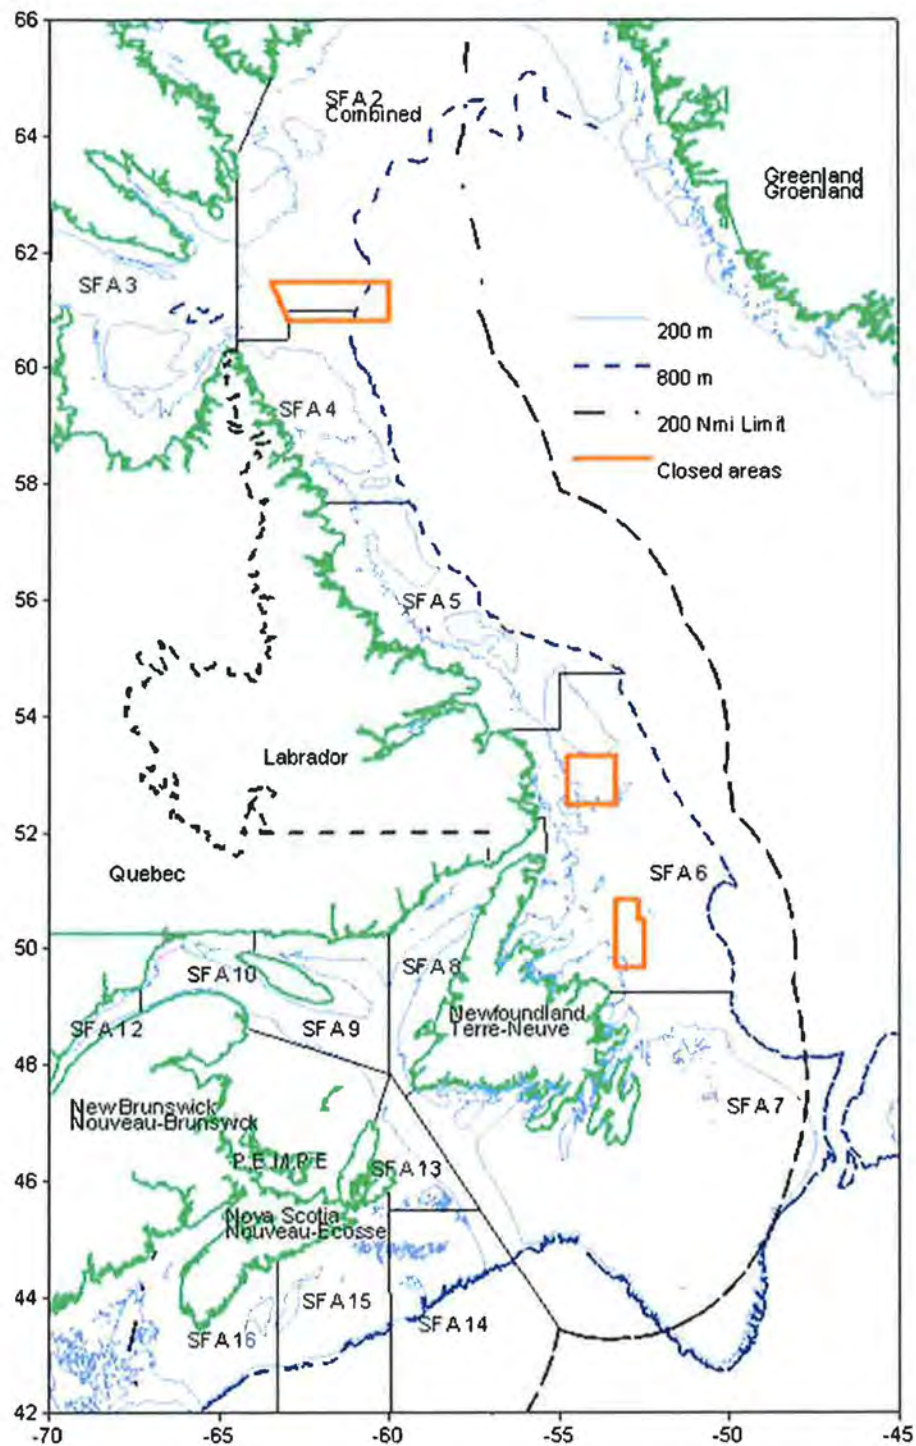 66
64
62
60
58
56
54
52
50
48
46
44
42
-70
-65
-60
-55
-50
-45
SFA 2
Combined
Greenland
Groenland
SFA 3
200 m
800 m
200 Nmi Limit
Closed areas
SFA 4
SFA 5
Labrador
Quebec
SFA 6
SFA 10
SFA 8
SFA 12
SFA 9
Newfoundland
Terre-Neuve
New Brunswick
Nouveau-Brunswick
SFA 7
P.E.I/I.P.E
SFA 13
Nova Scotia
Nouveau-Ecosse
SFA 15
SFA 16
SFA 14